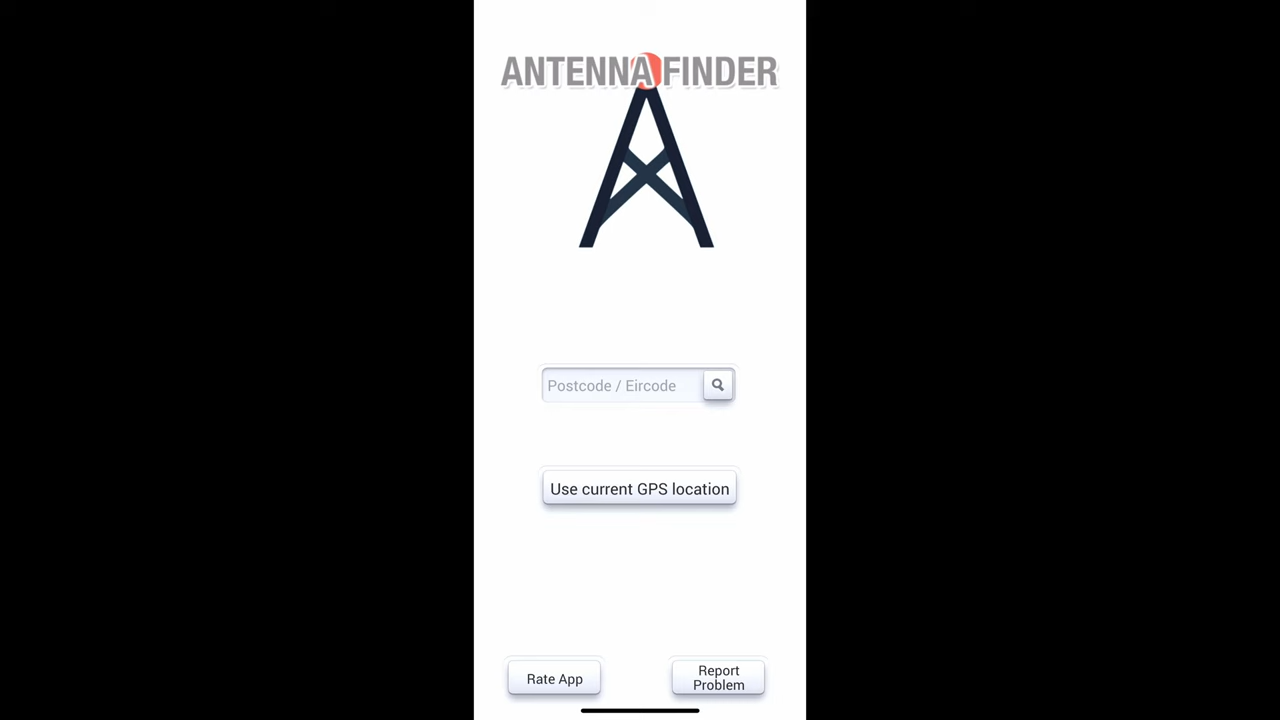 ANTENNA FINDER
Postcode / Eircode
Use current GPS location
Rate App
Report
Problem